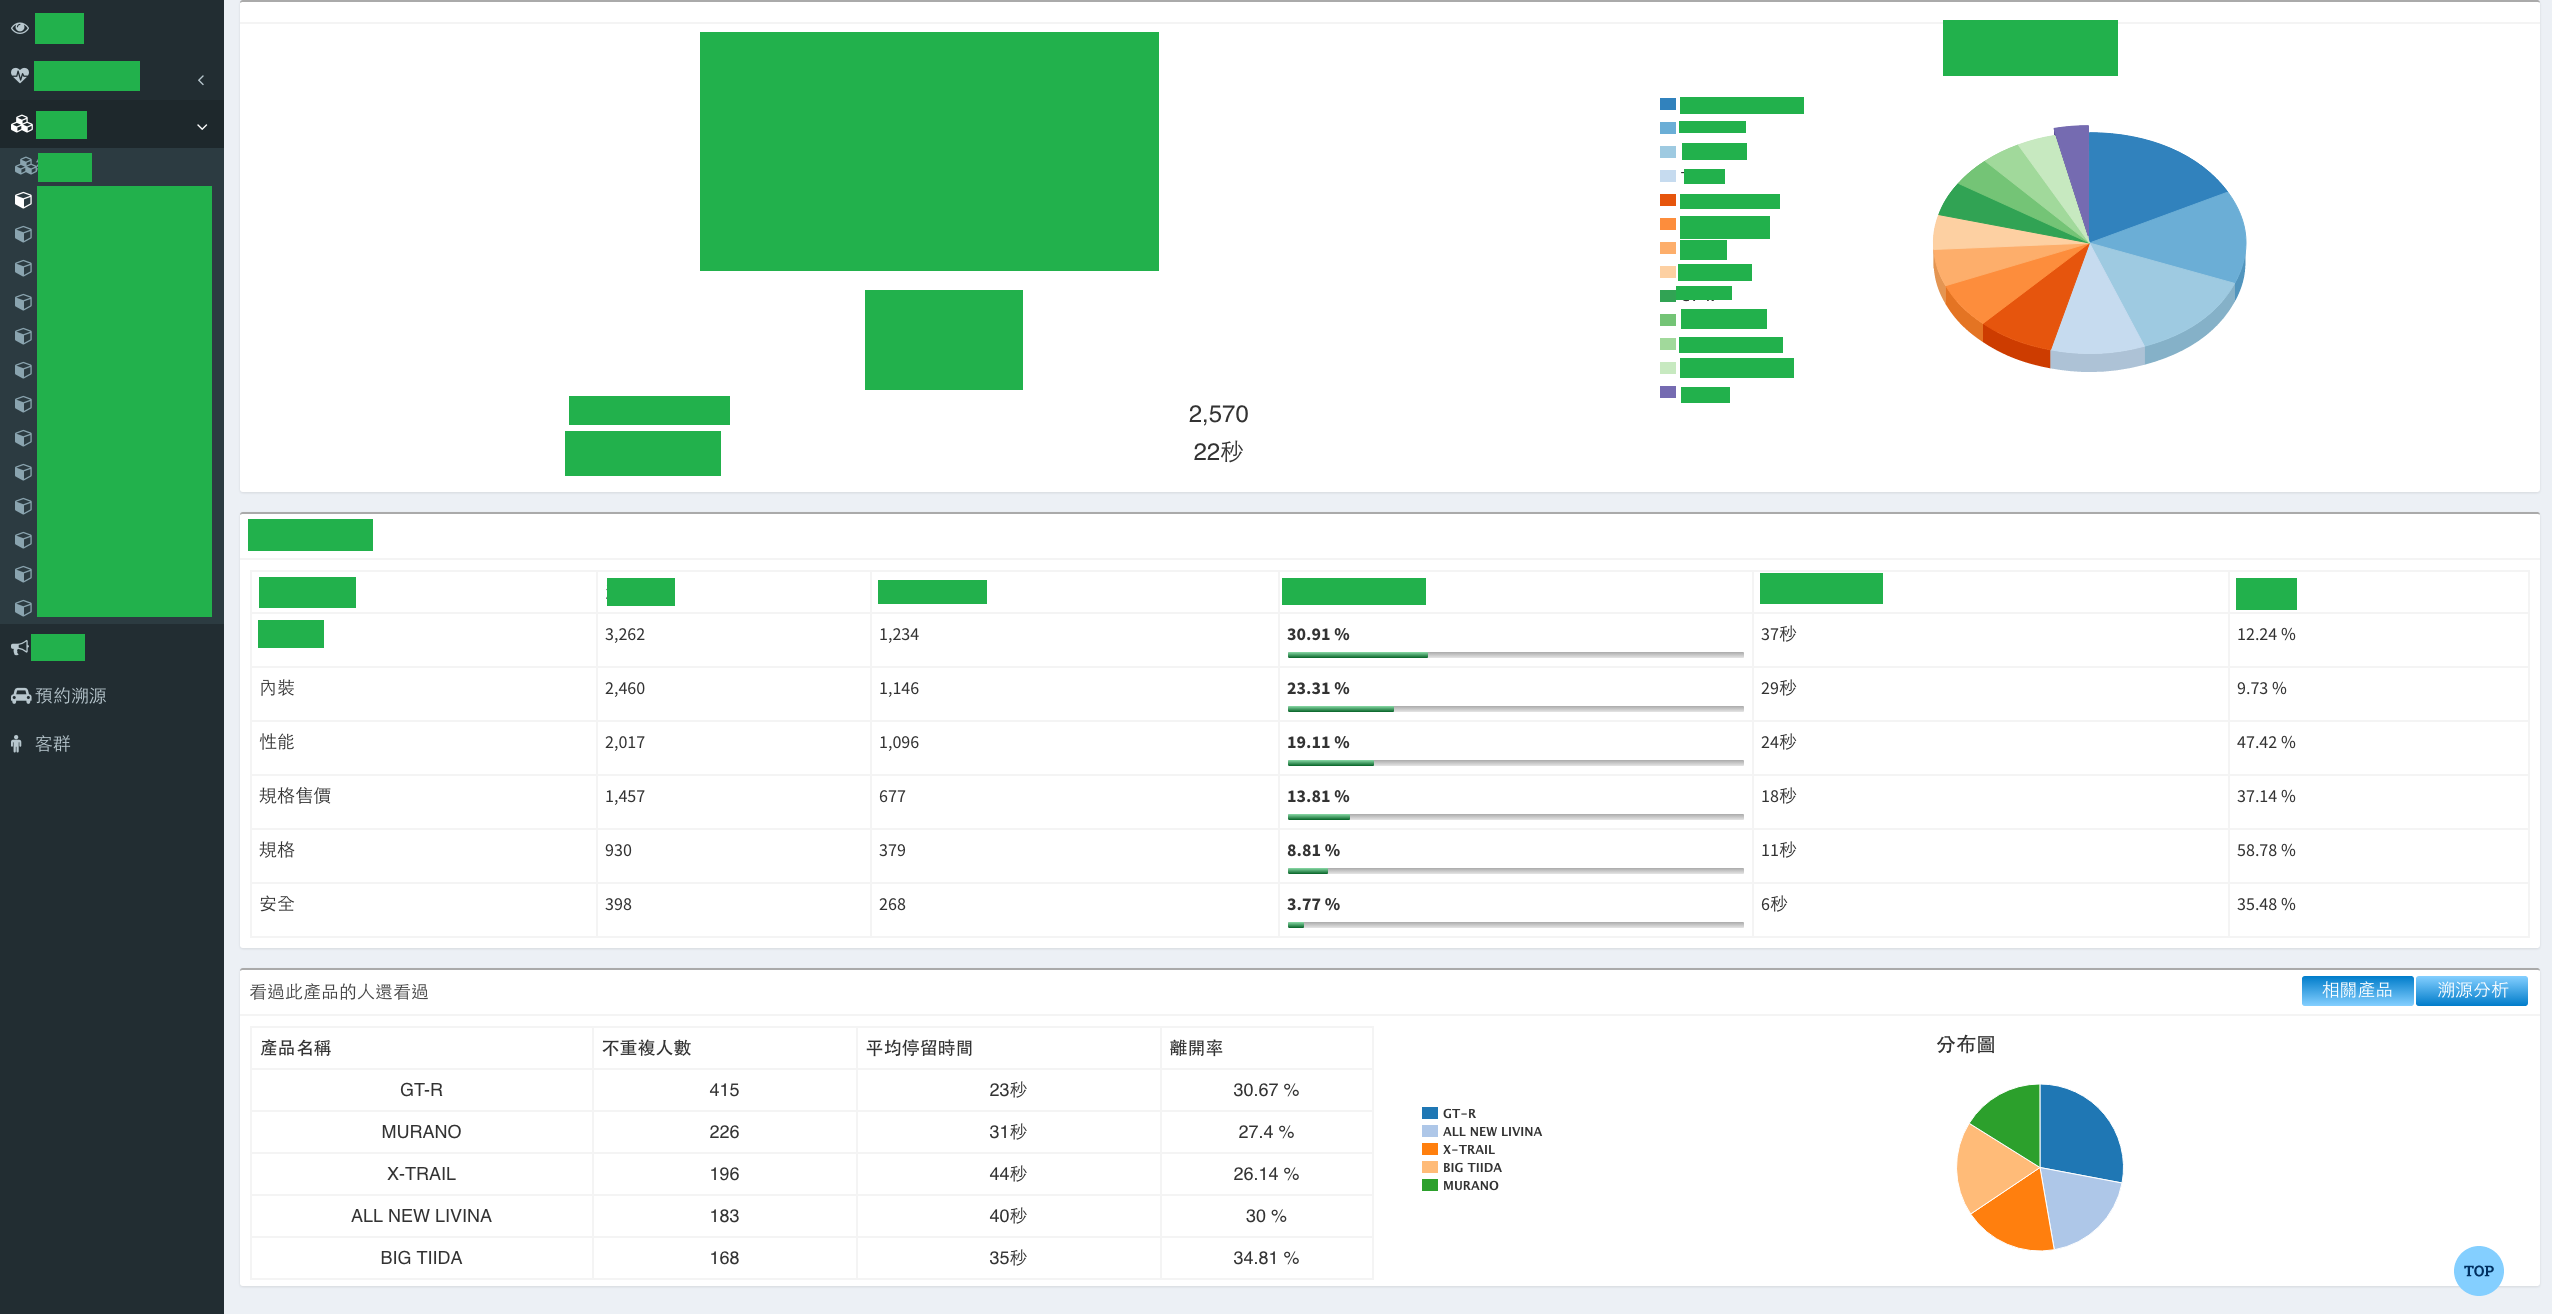 2,570
22秒
3,262 1,234 30.91 % 37秒 12.24 %
內裝 2,460 1,146 23.31 % 29秒 9.73 %
性能 2,017 1,096 19.11 % 24秒 47.42 %
規格售價 1,457 677 13.81 % 18秒 37.14 %
規格 930 379 8.81 % 11秒 58.78 %
安全 398 268 3.77 % 6秒 35.48 %
預約溯源
客群
看過此產品的人還看過
相關產品 溯源分析
產品名稱 不重複人數 平均停留時間 離開率
GT-R 415 23秒 30.67 %
MURANO 226 31秒 27.4 %
X-TRAIL 196 44秒 26.14 %
ALL NEW LIVINA 183 40秒 30 %
BIG TIIDA 168 35秒 34.81 %
分布圖
GT-R
ALL NEW LIVINA
X-TRAIL
BIG TIIDA
MURANO
TOP